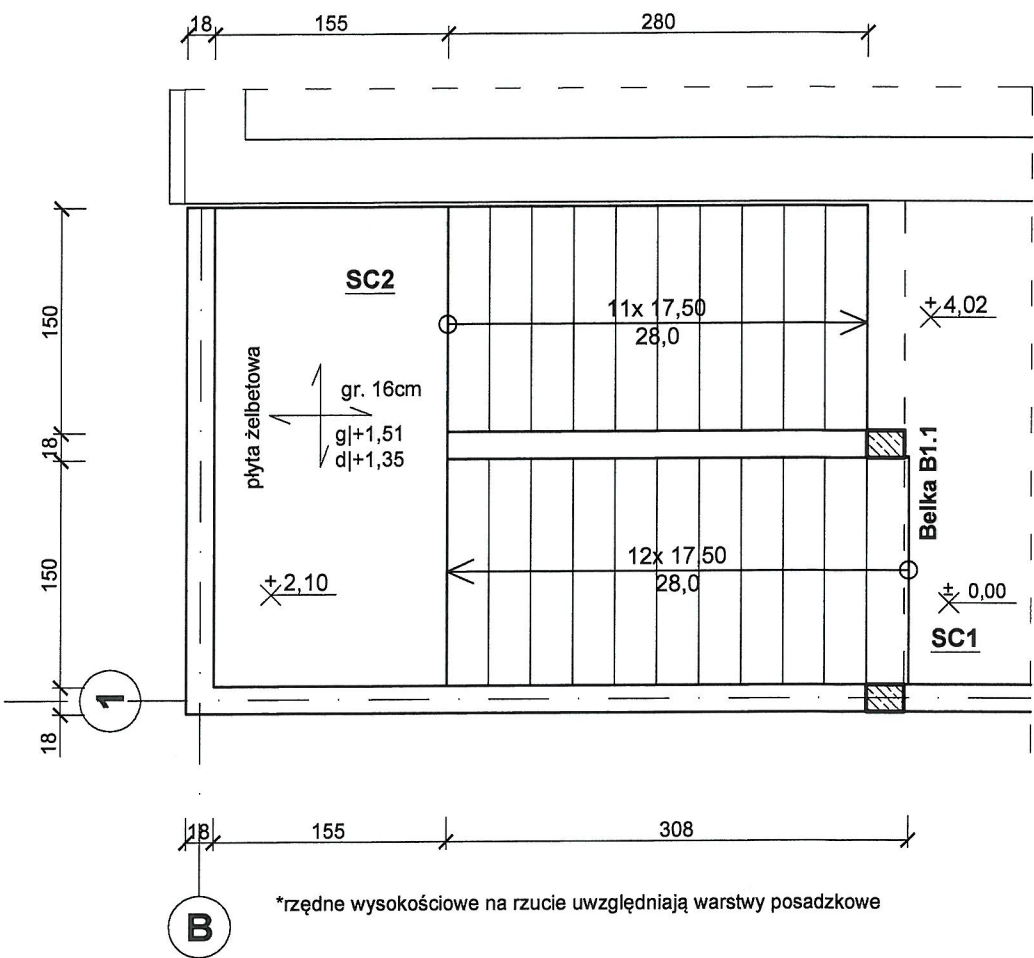 18 155 280
150
SC2
11x 17,50
28,0
+ 4,02
płyta żelbetowa
gr. 16cm
g|+1,51
d|+1,35
18
Belka B1.1
150
12x 17,50
28,0
+ 2,10
± 0,00
SC1
1
18
18 155 308
*rzędne wysokościowe na rzucie uwzględniają warstwy posadzkowe
B